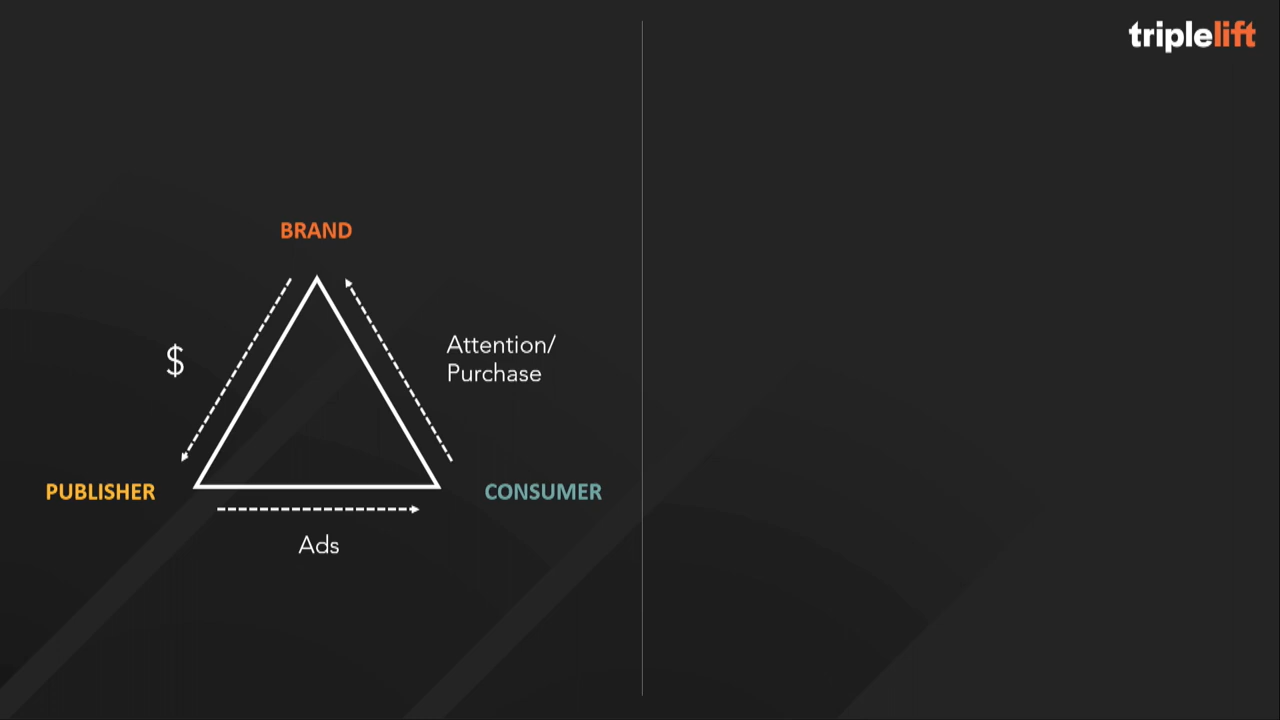 triplelift
BRAND
$
Attention/
Purchase
PUBLISHER
CONSUMER
Ads